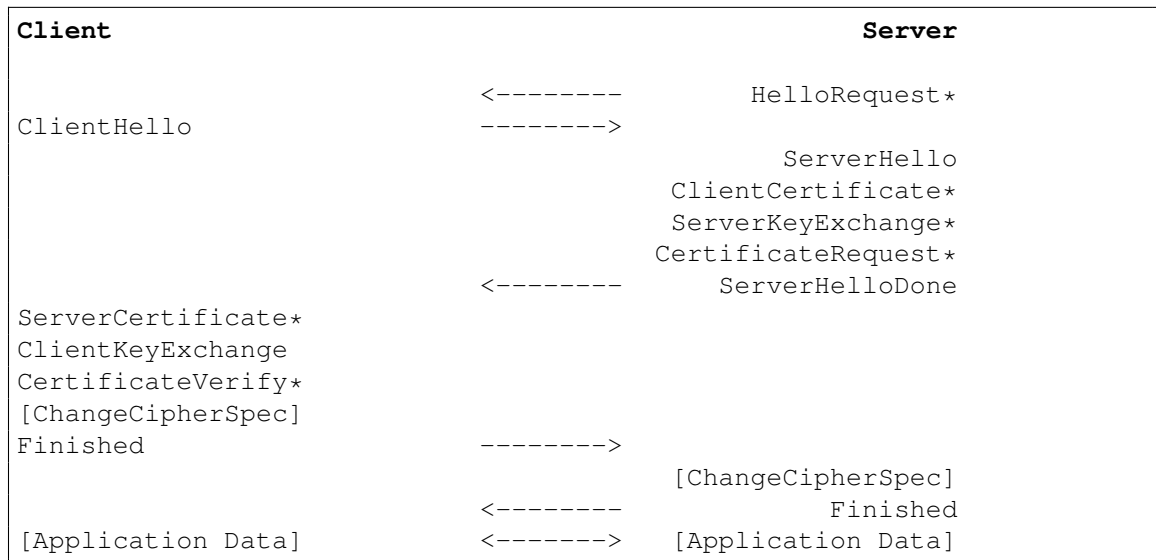 Client                                                Server
                          <--------      HelloRequest*
ClientHello               -------->
                                           ServerHello
                                    ClientCertificate*
                                    ServerKeyExchange*
                                   CertificateRequest*
                          <--------    ServerHelloDone
ServerCertificate*
ClientKeyExchange
CertificateVerify*
[ChangeCipherSpec]
Finished                  -------->
                                    [ChangeCipherSpec]
                          <--------           Finished
[Application Data]        <------->  [Application Data]